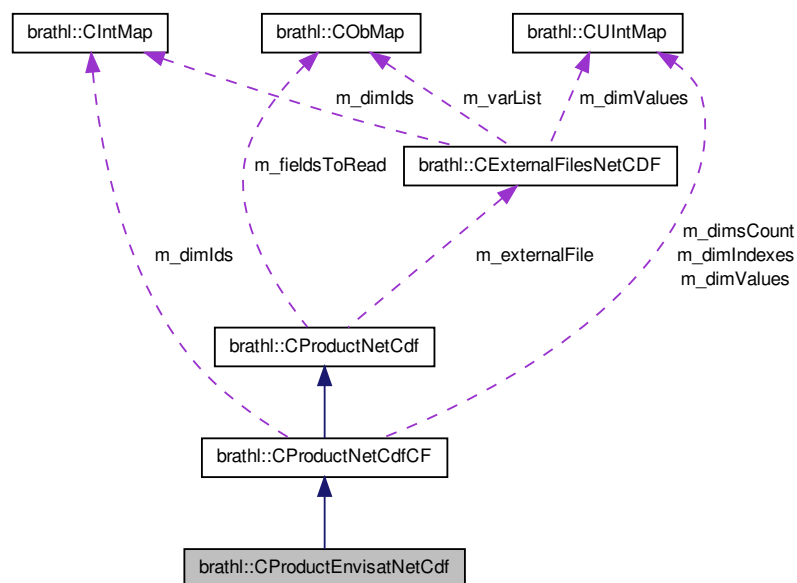 brathl::CIntMap
brathl::CObMap
brathl::CUIntMap
m_dimIds
m_varList
m_dimValues
m_fieldsToRead
brathl::CExternalFilesNetCDF
m_dimIds
m_externalFile
m_dimsCount
m_dimIndexes
m_dimValues
brathl::CProductNetCdf
brathl::CProductNetCdfCF
brathl::CProductEnvisatNetCdf